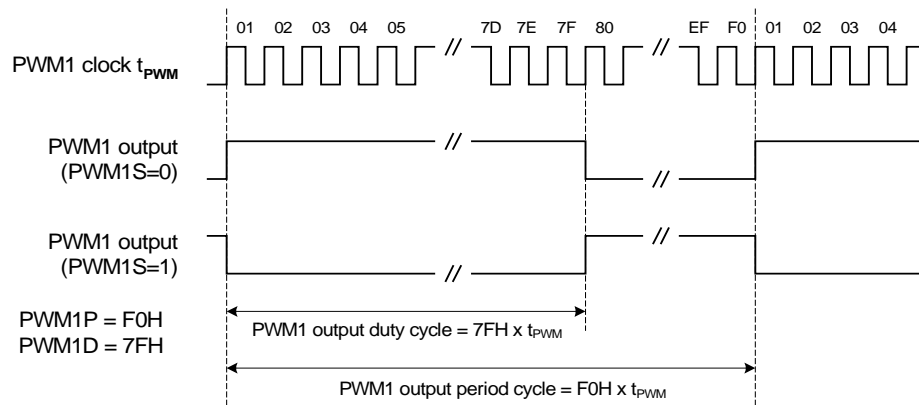 01 02 03 04 05 7D 7E 7F 80 EF F0 01 02 03 04
PWM1 clock tPWM
//
//
PWM1 output
(PWM1S=0)
//
//
PWM1 output
(PWM1S=1)
//
//
PWM1P = F0H
PWM1D = 7FH
PWM1 output duty cycle = 7FH x tPWM
PWM1 output period cycle = F0H x tPWM